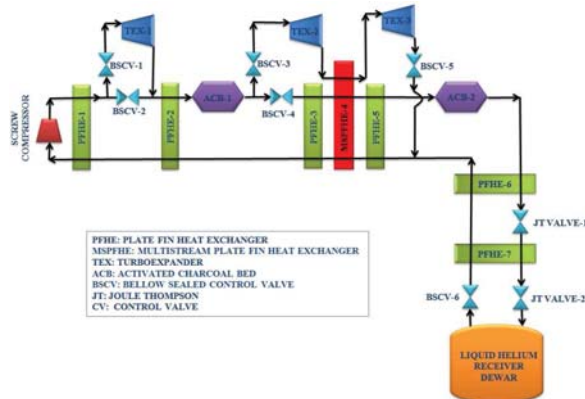 TEX-1
TEX-2
TEX-3
BSCV-1
BSCV-3
BSCV-5
SCREW
COMPRESSOR
PFHE-1
BSCV-2
PFHE-2
ACB-1
BSCV-4
PFHE-3
MSPFHE-4
PFHE-5
ACB-2
PFHE-6
JT VALVE-1
PFHE-7
BSCV-6
JT VALVE-2
LIQUID HELIUM
RECEIVER
DEWAR
PFHE: PLATE FIN HEAT EXCHANGER
MSPFHE: MULTISTREAM PLATE FIN HEAT EXCHANGER
TEX: TURBOEXPANDER
ACB: ACTIVATED CHARCOAL BED
BSCV: BELLOW SEALED CONTROL VALVE
JT: JOULE THOMPSON
CV: CONTROL VALVE